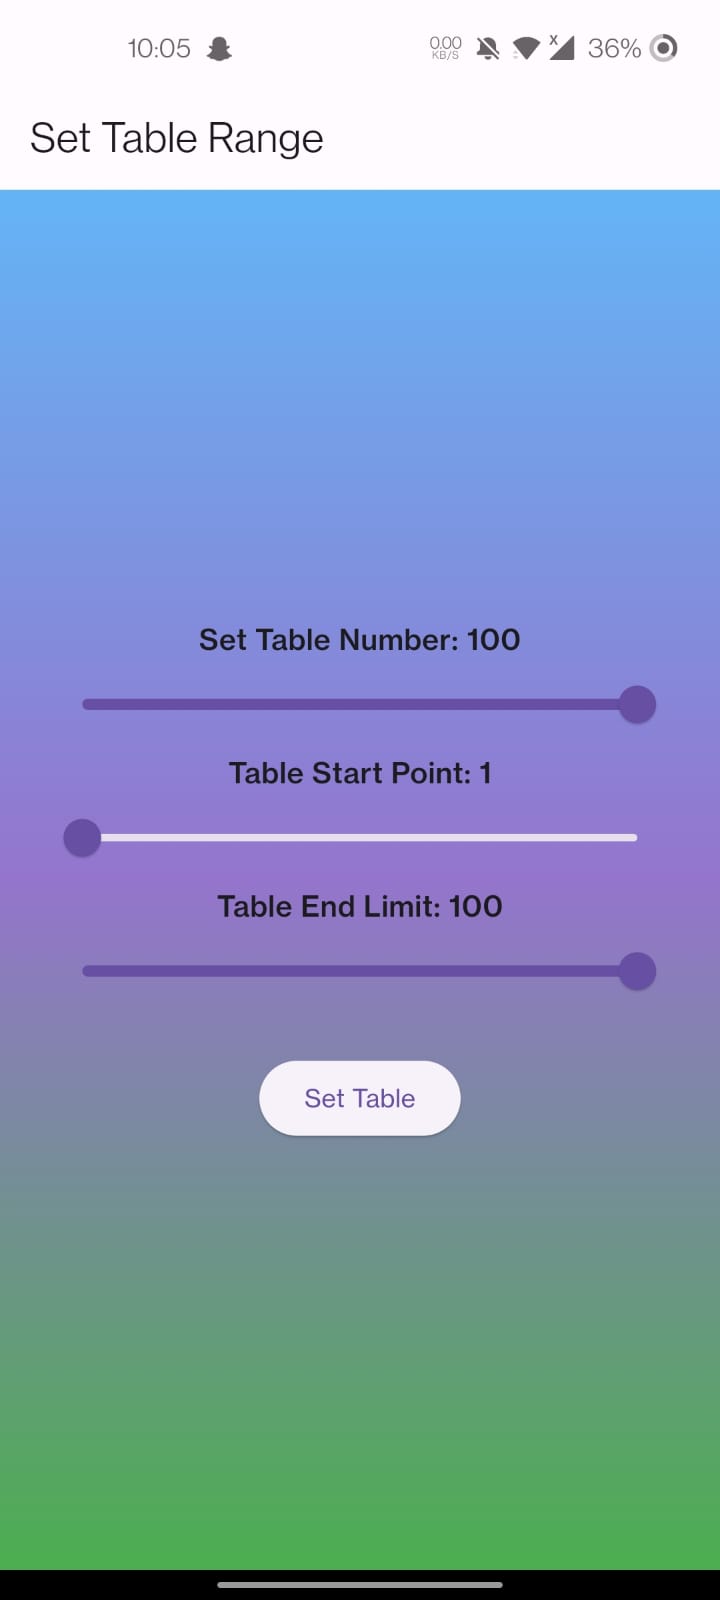 10:05
0.00
KB/S
X
36%
Set Table Range
Set Table Number: 100
Table Start Point: 1
Table End Limit: 100
Set Table